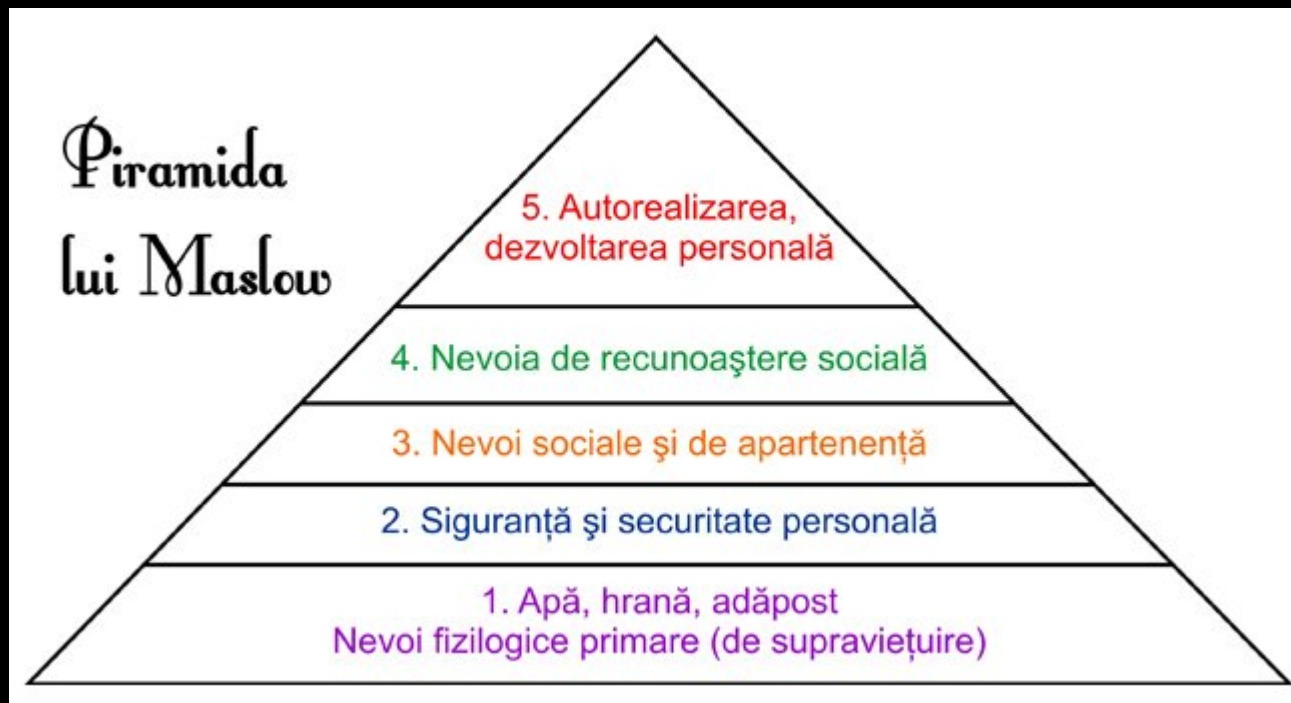 Piramida
lui Maslow
5. Autorealizarea,
dezvoltarea personală
4. Nevoia de recunoaştere socială
3. Nevoi sociale şi de apartenență
2. Siguranță şi securitate personală
1. Apă, hrană, adăpost
Nevoi fizilogice primare (de supraviețuire)